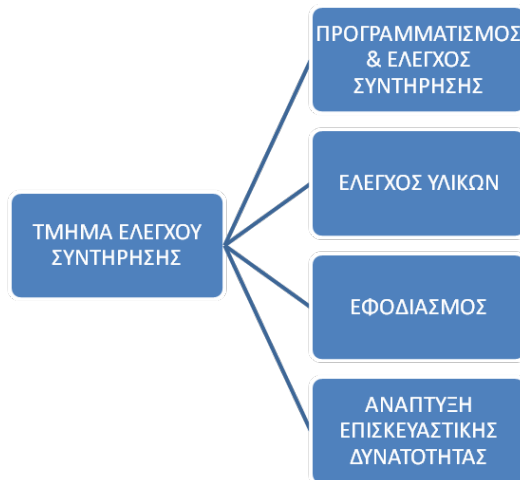 ΠΡΟΓΡΑΜΜΑΤΙΣΜΟΣ
& ΕΛΕΓΧΟΣ
ΣΥΝΤΗΡΗΣΗΣ
ΕΛΕΓΧΟΣ ΥΛΙΚΩΝ
ΤΜΗΜΑ ΕΛΕΓΧΟΥ
ΣΥΝΤΗΡΗΣΗΣ
ΕΦΟΔΙΑΣΜΟΣ
ΑΝΑΠΤΥΞΗ
ΕΠΙΣΚΕΥΑΣΤΙΚΗΣ
ΔΥΝΑΤΟΤΗΤΑΣ